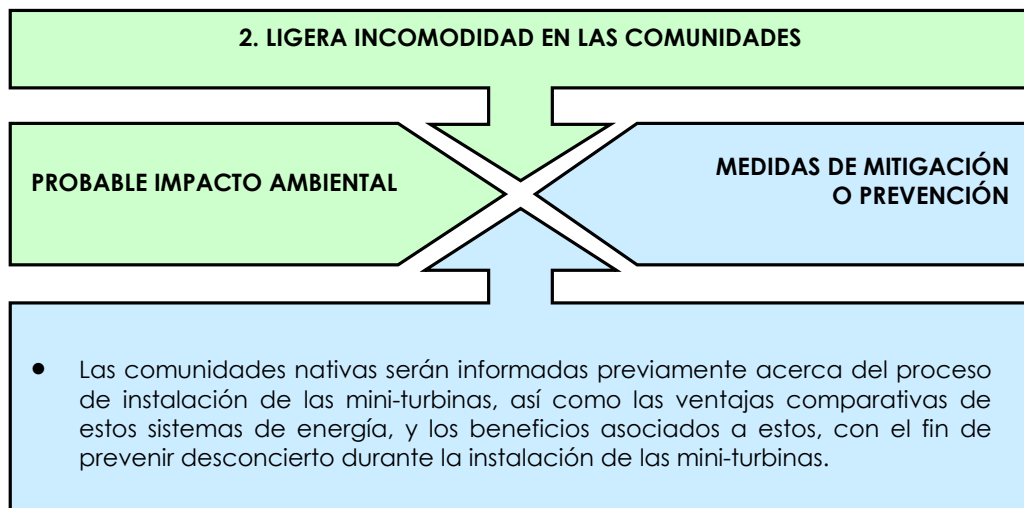 2. LIGERA INCOMODIDAD EN LAS COMUNIDADES
PROBABLE IMPACTO AMBIENTAL
MEDIDAS DE MITIGACIÓN
O PREVENCIÓN
• Las comunidades nativas serán informadas previamente acerca del proceso
de instalación de las mini-turbinas, así como las ventajas comparativas de
estos sistemas de energía, y los beneficios asociados a estos, con el fin de
prevenir desconcierto durante la instalación de las mini-turbinas.